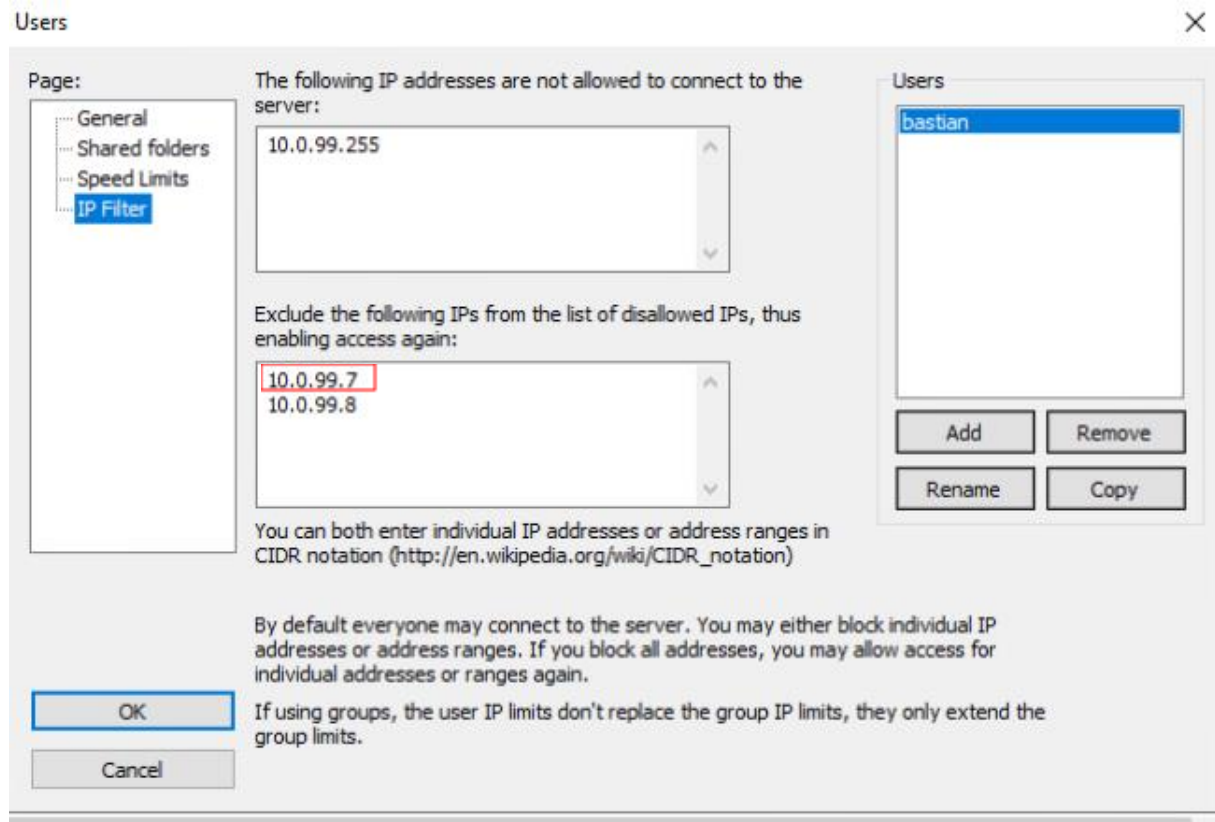 Users
Page:
General
Shared folders
Speed Limits
IP Filter
The following IP addresses are not allowed to connect to the
server:
10.0.99.255
Exclude the following IPs from the list of disallowed IPs, thus
enabling access again:
10.0.99.7
10.0.99.8
You can both enter individual IP addresses or address ranges in
CIDR notation (http://en.wikipedia.org/wiki/CIDR_notation)
By default everyone may connect to the server. You may either block individual IP
addresses or address ranges. If you block all addresses, you may allow access for
individual addresses or ranges again.
If using groups, the user IP limits don't replace the group IP limits, they only extend the
group limits.
Users
bastian
Add
Remove
Rename
Copy
OK
Cancel